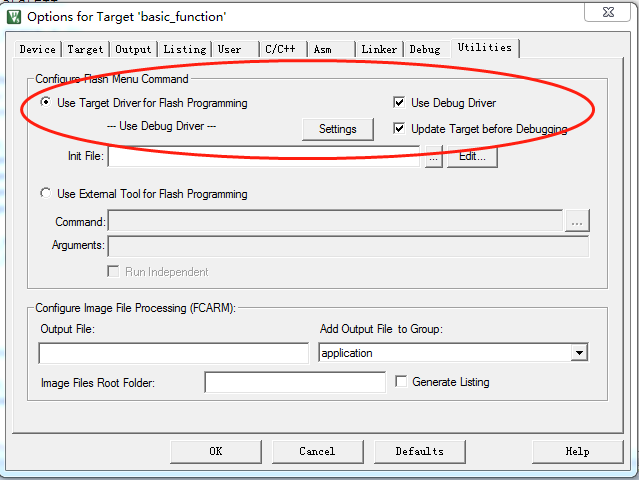 Options for Target 'basic_function'
Device | Target | Output | Listing | User | C/C++ | Asm | Linker | Debug | Utilities
Configure Flash Menu Command
Use Target Driver for Flash Programming
Use Debug Driver
--- Use Debug Driver ---
Settings
Update Target before Debugging
Init File:
...
Edit...
Use External Tool for Flash Programming
Command:
...
Arguments:
Run Independent
Configure Image File Processing (FCARM):
Output File:
Add Output File to Group:
application
Image Files Root Folder:
Generate Listing
OK
Cancel
Defaults
Help